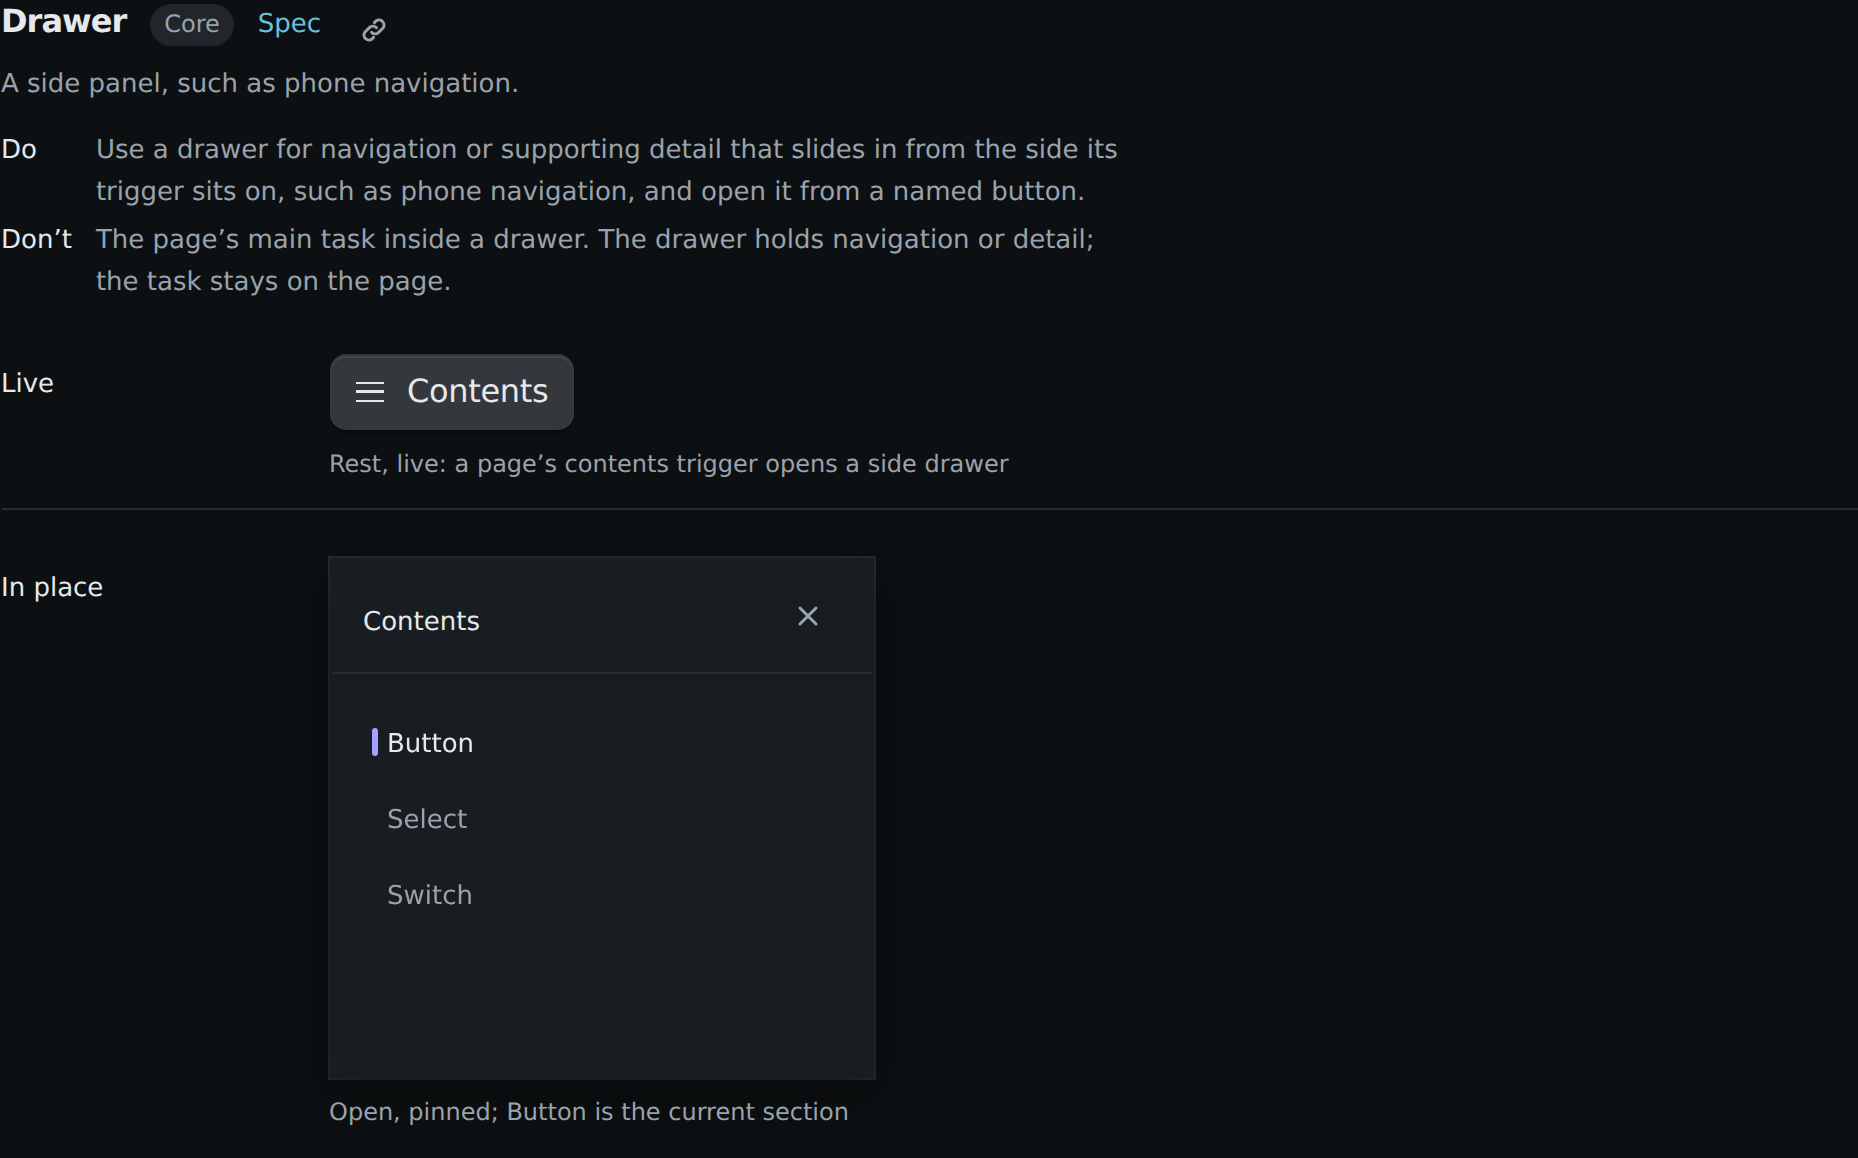 Drawer Core Spec
A side panel, such as phone navigation.
Do Use a drawer for navigation or supporting detail that slides in from the side its
trigger sits on, such as phone navigation, and open it from a named button.
Don’t The page’s main task inside a drawer. The drawer holds navigation or detail;
the task stays on the page.
Live
Contents
Rest, live: a page’s contents trigger opens a side drawer
In place
Contents
Button
Select
Switch
Open, pinned; Button is the current section